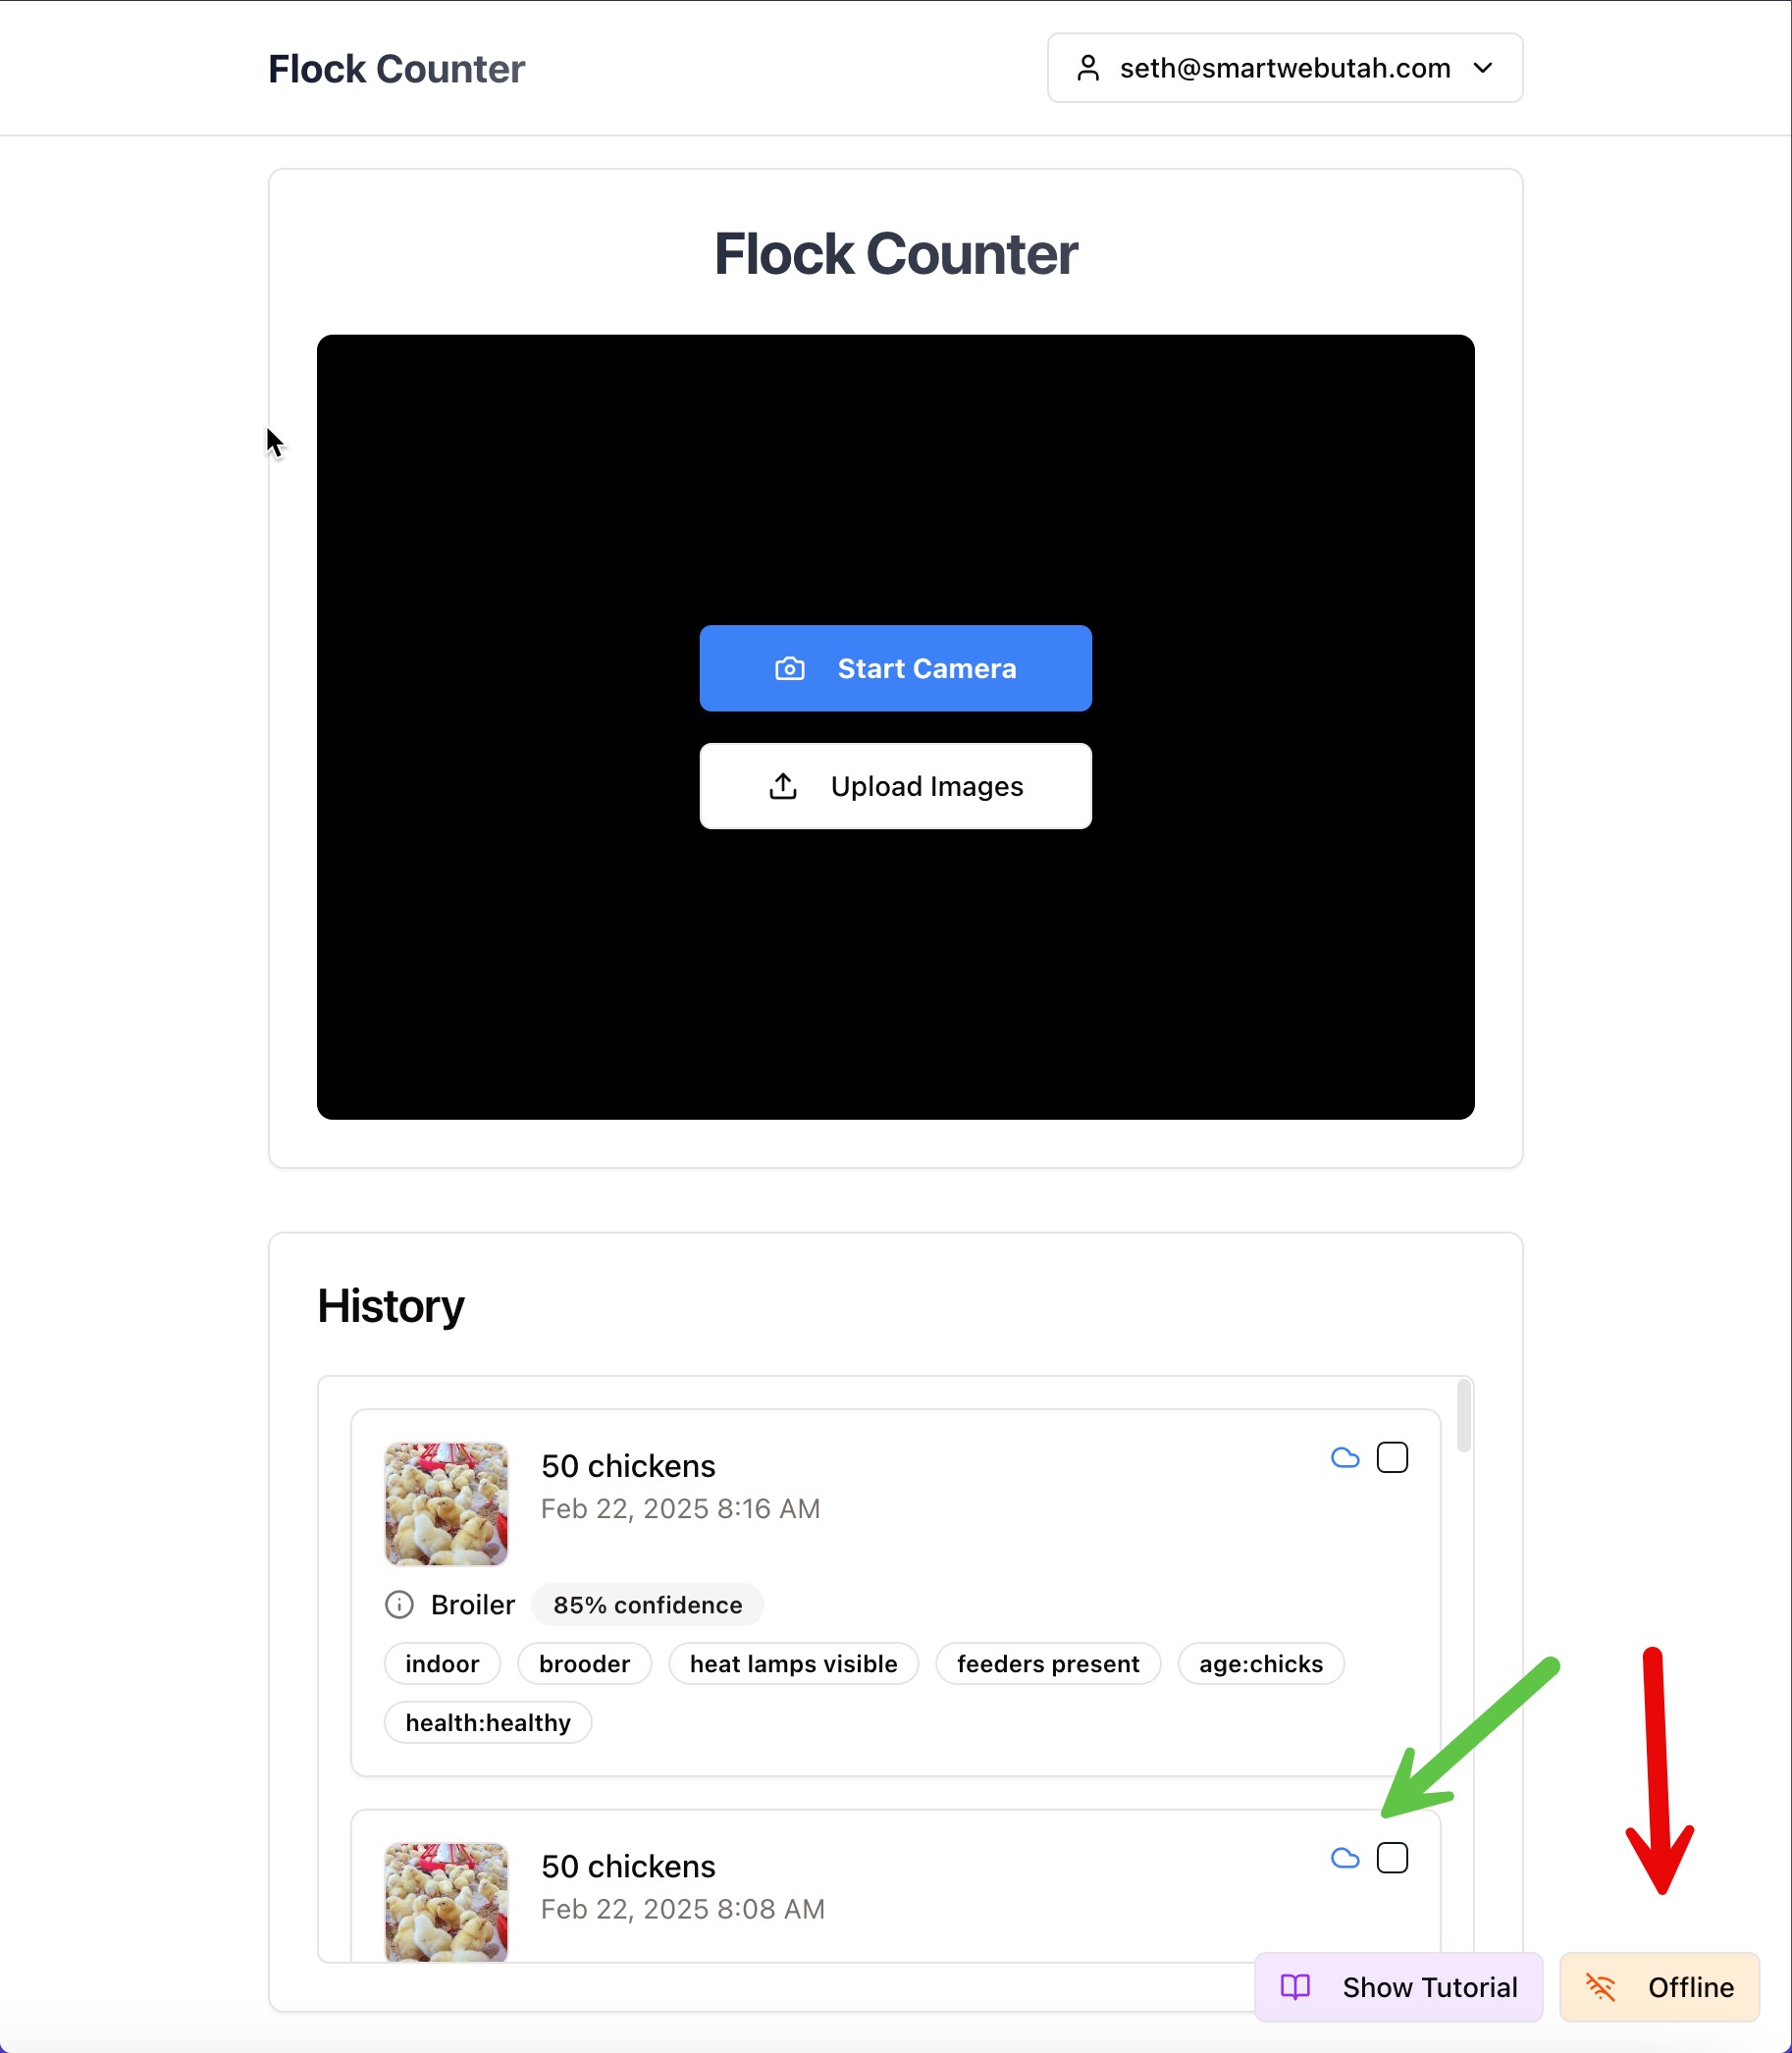 Flock Counter
seth@smartwebutah.com
Flock Counter
Start Camera
Upload Images
History
50 chickens
Feb 22, 2025 8:16 AM
Broiler 85% confidence
indoor brooder heat lamps visible feeders present age:chicks
health:healthy
50 chickens
Feb 22, 2025 8:08 AM
Show Tutorial Offline